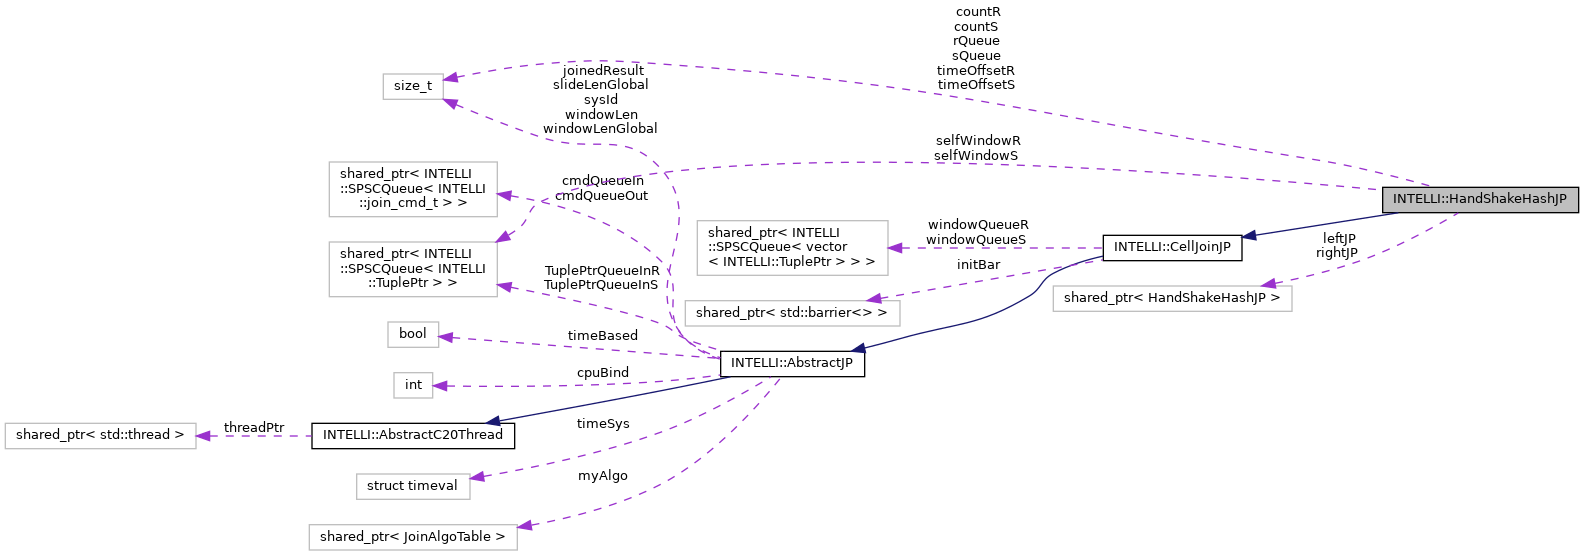 countR
countS
rQueue
sQueue
timeOffsetR
timeOffsetS
size_t
joinedResult
slideLenGlobal
sysId
windowLen
windowLenGlobal
selfWindowR
selfWindowS
shared_ptr< INTELLI
::SPSCQueue< INTELLI
::join_cmd_t > >
cmdQueueIn
cmdQueueOut
INTELLI::HandShakeHashJP
shared_ptr< INTELLI
::SPSCQueue< vector
< INTELLI::TuplePtr > > >
windowQueueR
windowQueueS
INTELLI::CellJoinJP
leftJP
rightJP
shared_ptr< INTELLI
::SPSCQueue< INTELLI
::TuplePtr > >
TuplePtrQueueInR
TuplePtrQueueInS
initBar
shared_ptr< std::barrier<> >
shared_ptr< HandShakeHashJP >
bool
timeBased
INTELLI::AbstractJP
int
cpuBind
shared_ptr< std::thread >
threadPtr
INTELLI::AbstractC20Thread
timeSys
struct timeval
myAlgo
shared_ptr< JoinAlgoTable >